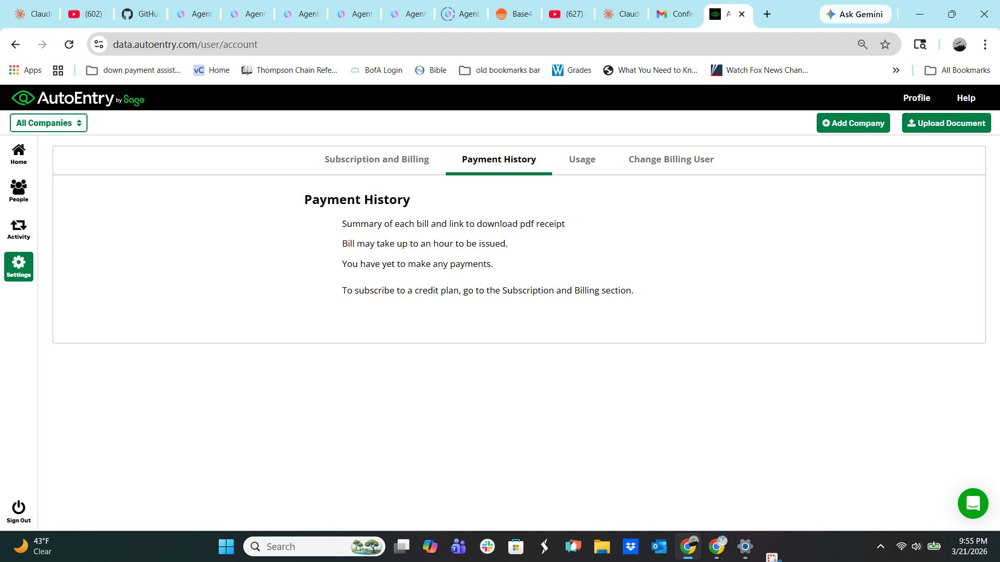 Claud
(602)
GitHu
Agent
Agent
Agent
Agent
Agent
Agent
Base4
(627)
Claud
Confir
A
Ask Gemini
data.autoentry.com/user/account
Apps
down payment assist...
vC Home
Thompson Chain Refe...
BofA Login
Bible
old bookmarks bar
W Grades
What You Need to Kn...
Watch Fox News Chan...
All Bookmarks
AutoEntry by Sage
Profile
Help
All Companies
Add Company
Upload Document
Home
People
Activity
Settings
Sign Out
Subscription and Billing
Payment History
Usage
Change Billing User
Payment History
Summary of each bill and link to download pdf receipt
Bill may take up to an hour to be issued.
You have yet to make any payments.
To subscribe to a credit plan, go to the Subscription and Billing section.
43°F
Clear
Search
9:55 PM
3/21/2026